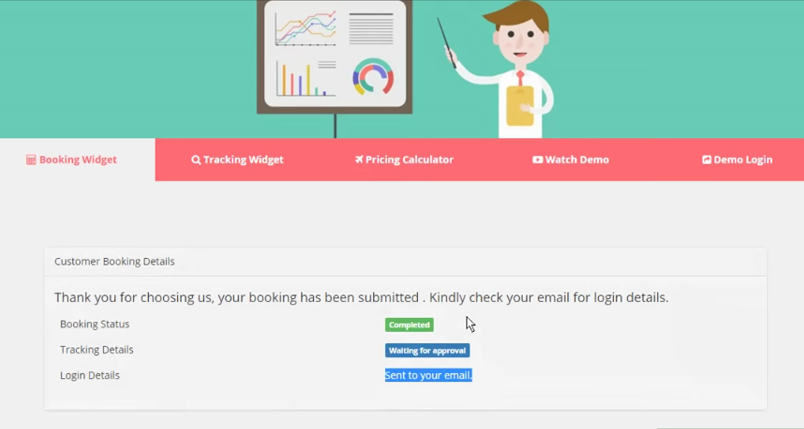 Booking Widget
Tracking Widget
Pricing Calculator
Watch Demo
Demo Login
Customer Booking Details
Thank you for choosing us, your booking has been submitted . Kindly check your email for login details.
Booking Status Completed
Tracking Details Waiting for approval
Login Details Sent to your email.